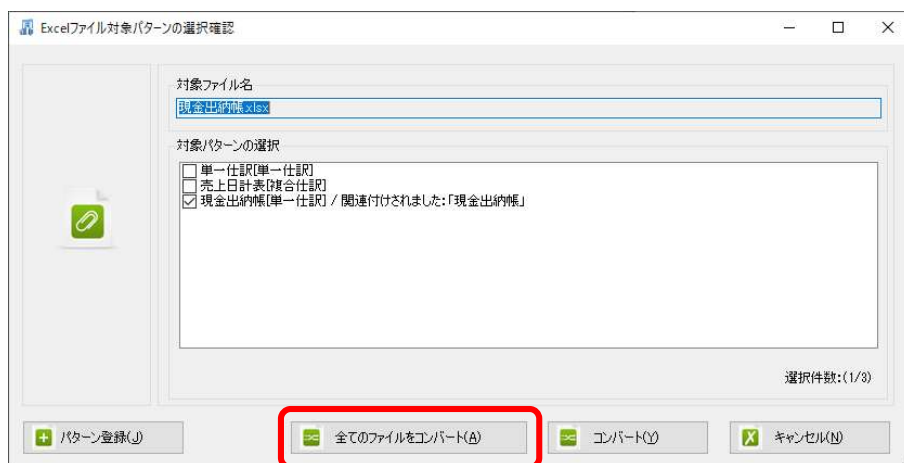 Excelファイル対象パターンの選択確認
対象ファイル名
現金出納帳.xlsx
対象パターンの選択
単一仕訳[単一仕訳]
売上日計表[複合仕訳]
現金出納帳[単一仕訳] / 関連付けされました:「現金出納帳」
選択件数:(1/3)
パターン登録(J)
全てのファイルをコンバート(A)
コンバート(Y)
キャンセル(N)